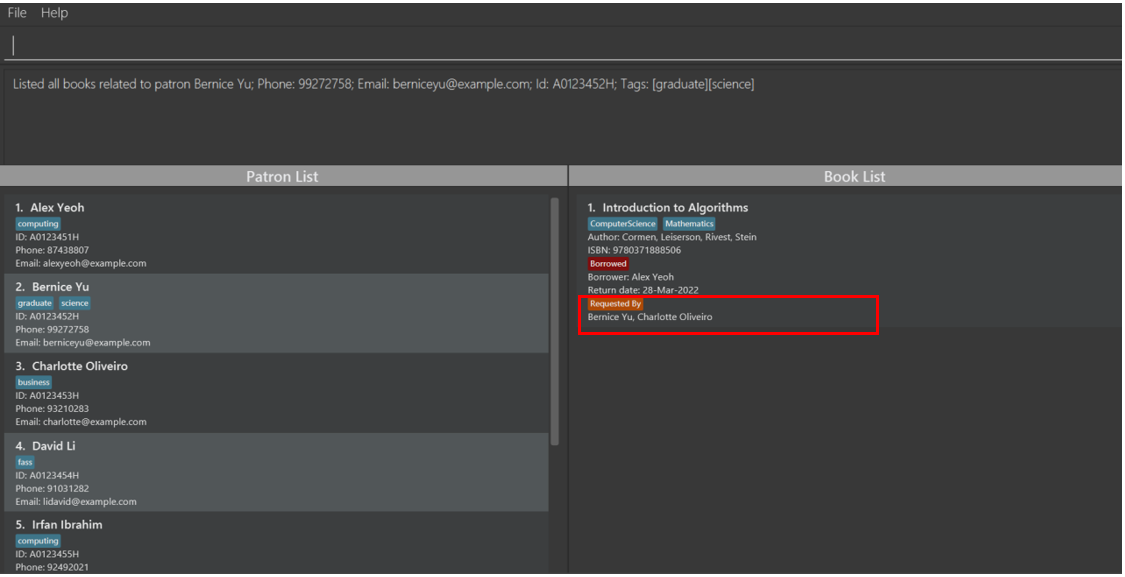 File Help
Listed all books related to patron Bernice Yu; Phone: 99272758; Email: berniceyu@example.com; Id: A0123452H; Tags: [graduate][science]
Patron List
1. Alex Yeoh
computing
ID: A0123451H
Phone: 87438807
Email: alexyeoh@example.com
2. Bernice Yu
graduate science
ID: A0123452H
Phone: 99272758
Email: berniceyu@example.com
3. Charlotte Oliveiro
business
ID: A0123453H
Phone: 93210283
Email: charlotte@example.com
4. David Li
fass
ID: A0123454H
Phone: 91031282
Email: lidavid@example.com
5. Irfan Ibrahim
computing
ID: A0123455H
Phone: 92492021
Book List
1. Introduction to Algorithms
ComputerScience Mathematics
Author: Cormen, Leiserson, Rivest, Stein
ISBN: 9780371888506
Borrowed
Borrower: Alex Yeoh
Return date: 28-Mar-2022
Requested By
Bernice Yu, Charlotte Oliveiro